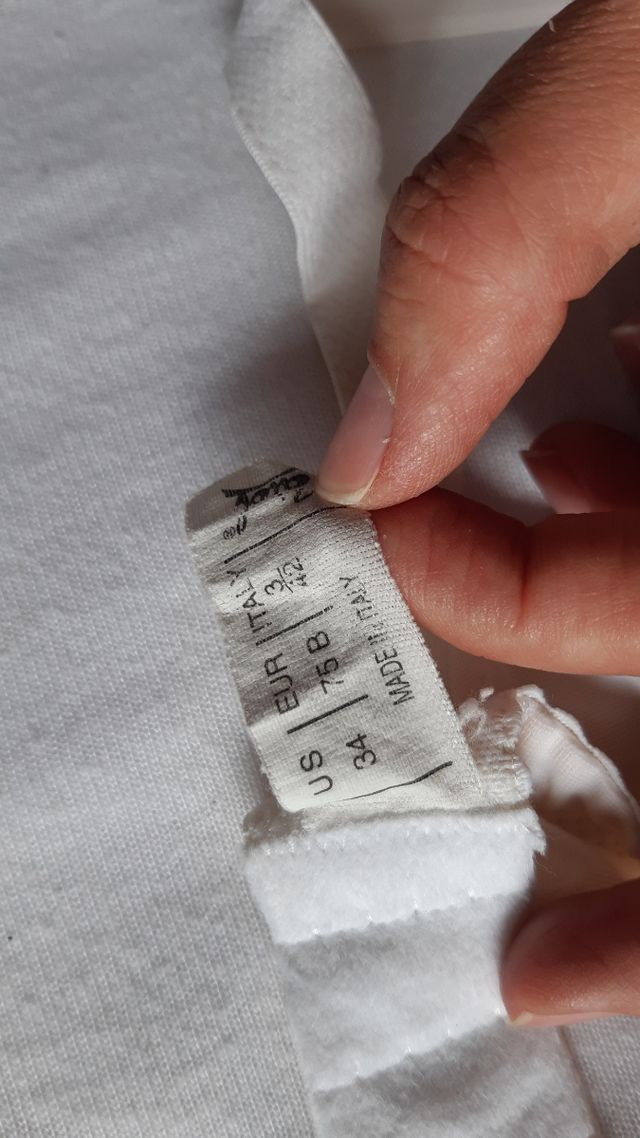 US | EUR | ITALY ®
34 | 75 B | 3/42
MADE IN ITALY